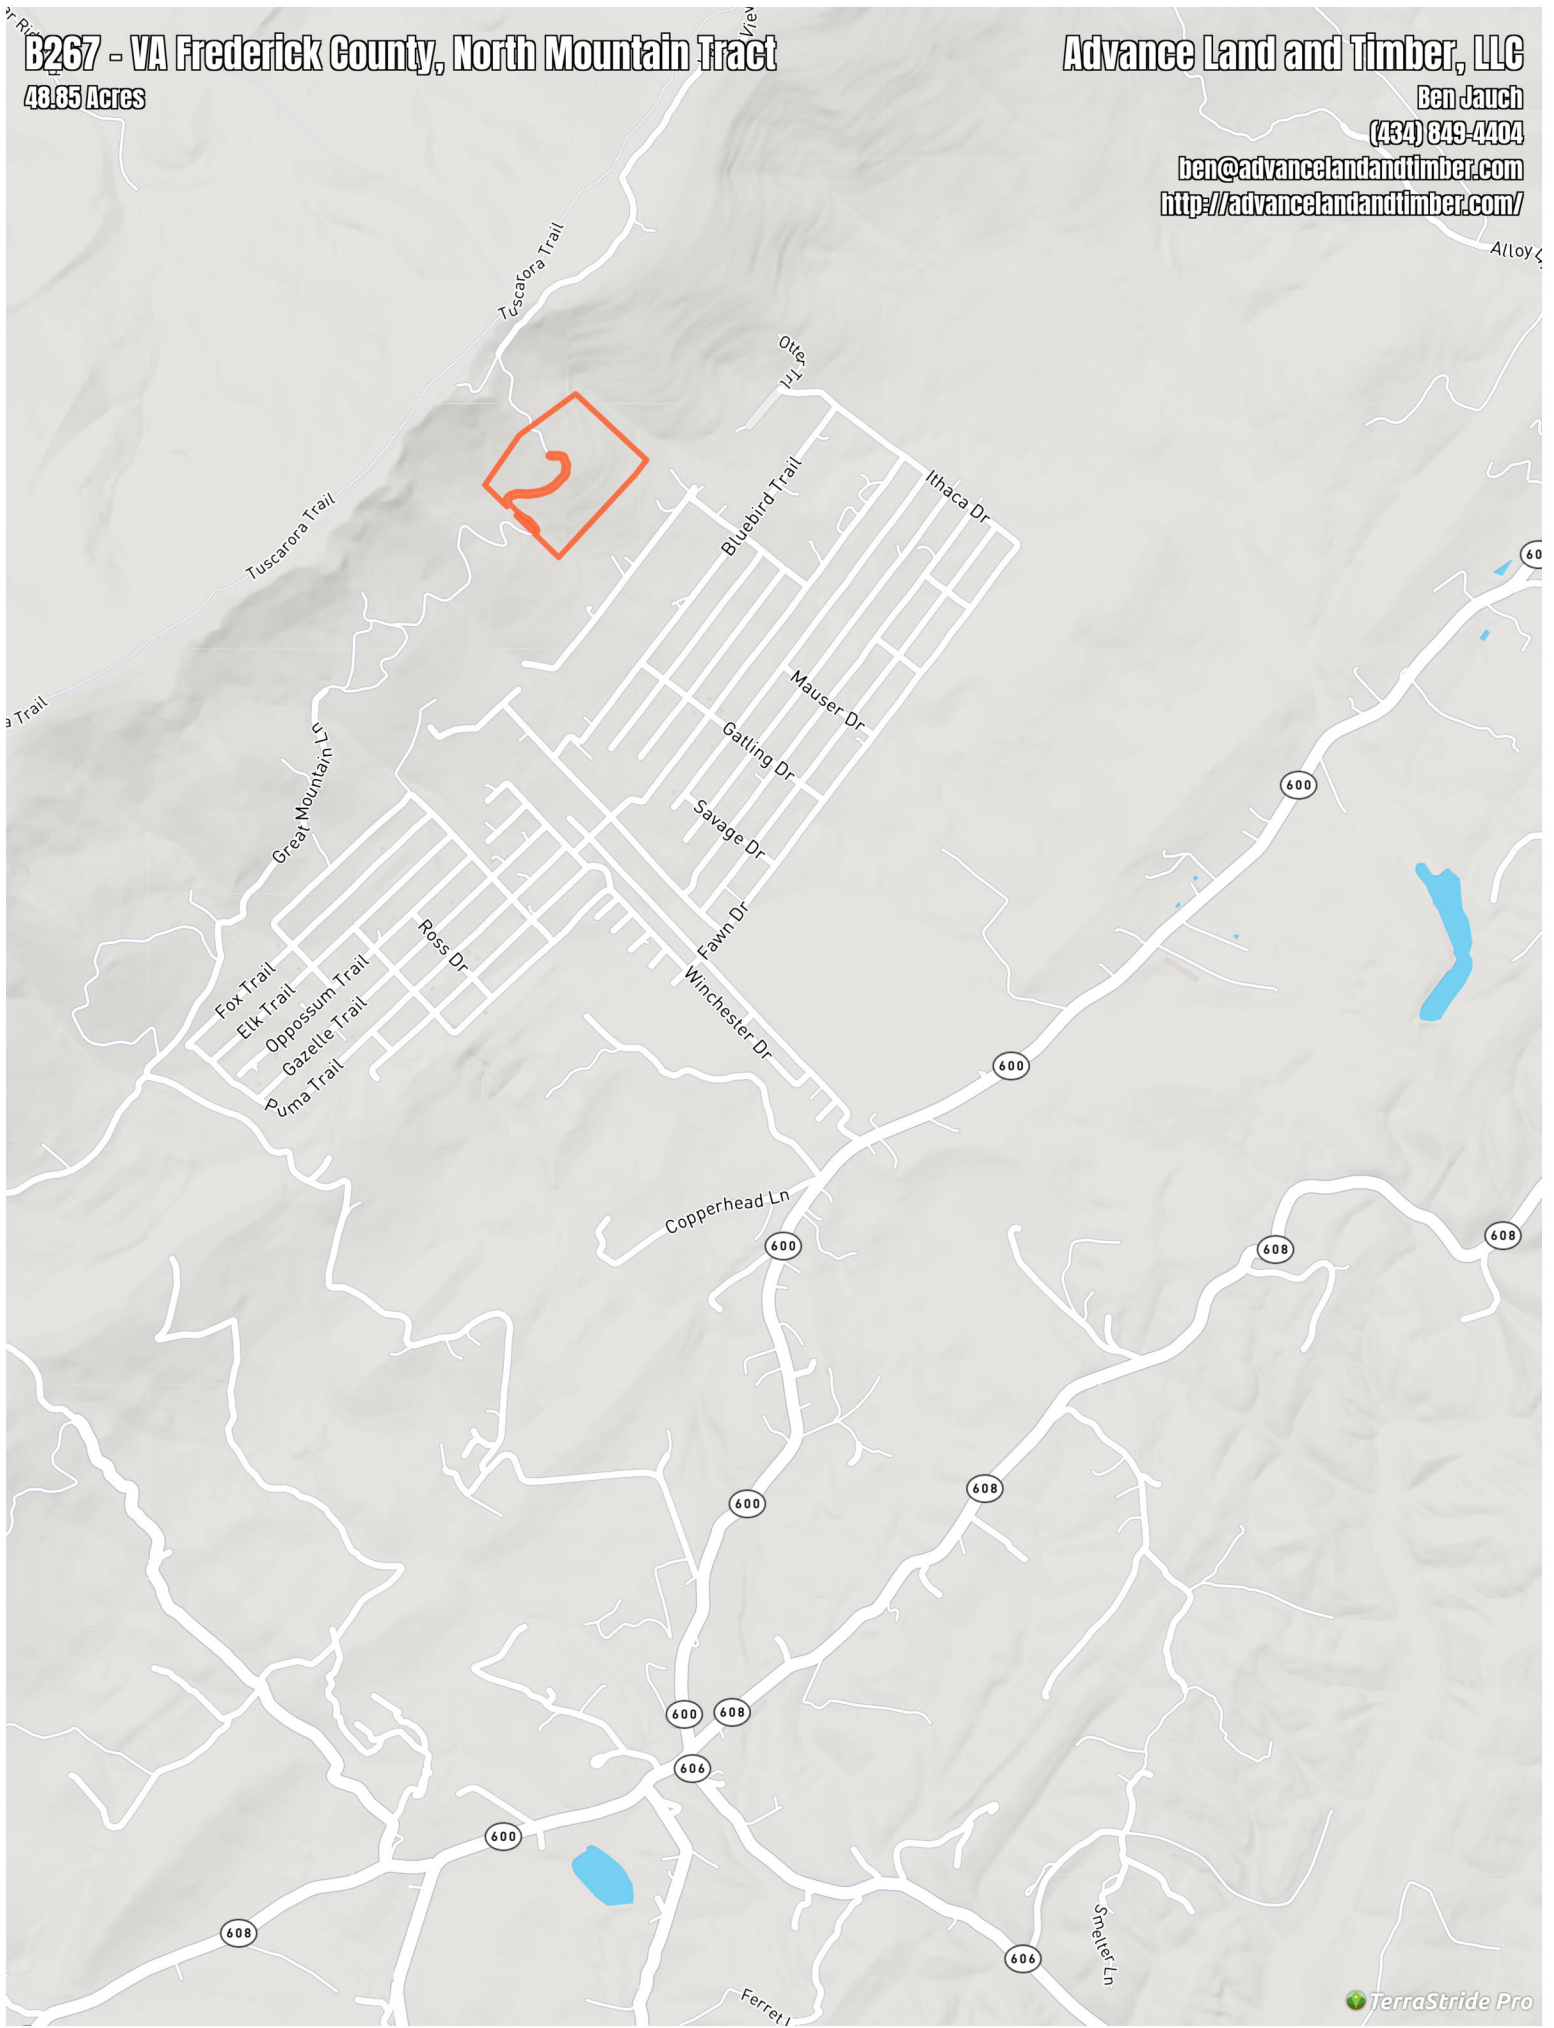 B267 - VA Frederick County, North Mountain Tract
48.85 Acres
Advance Land and Timber, LLC
Ben Jauch
(434) 849-4404
ben@advancelandandtimber.com
http://advancelandandtimber.com/
Tuscarora Trail
Otter Trl
Ithaca Dr
Bluebird Trail
Tuscarora Trail
Trail
Mauser Dr
Gatling Dr
Great Mountain Ln
600
Savage Dr
Fawn Dr
Ross Dr
Fox Trail
Elk Trail
Oppossum Trail
Gazelle Trail
Puma Trail
Winchester Dr
600
Copperhead Ln
600
608
608
600
608
600
608
606
600
608
606
Smelter Ln
Ferret
Alloy
TerraStride Pro